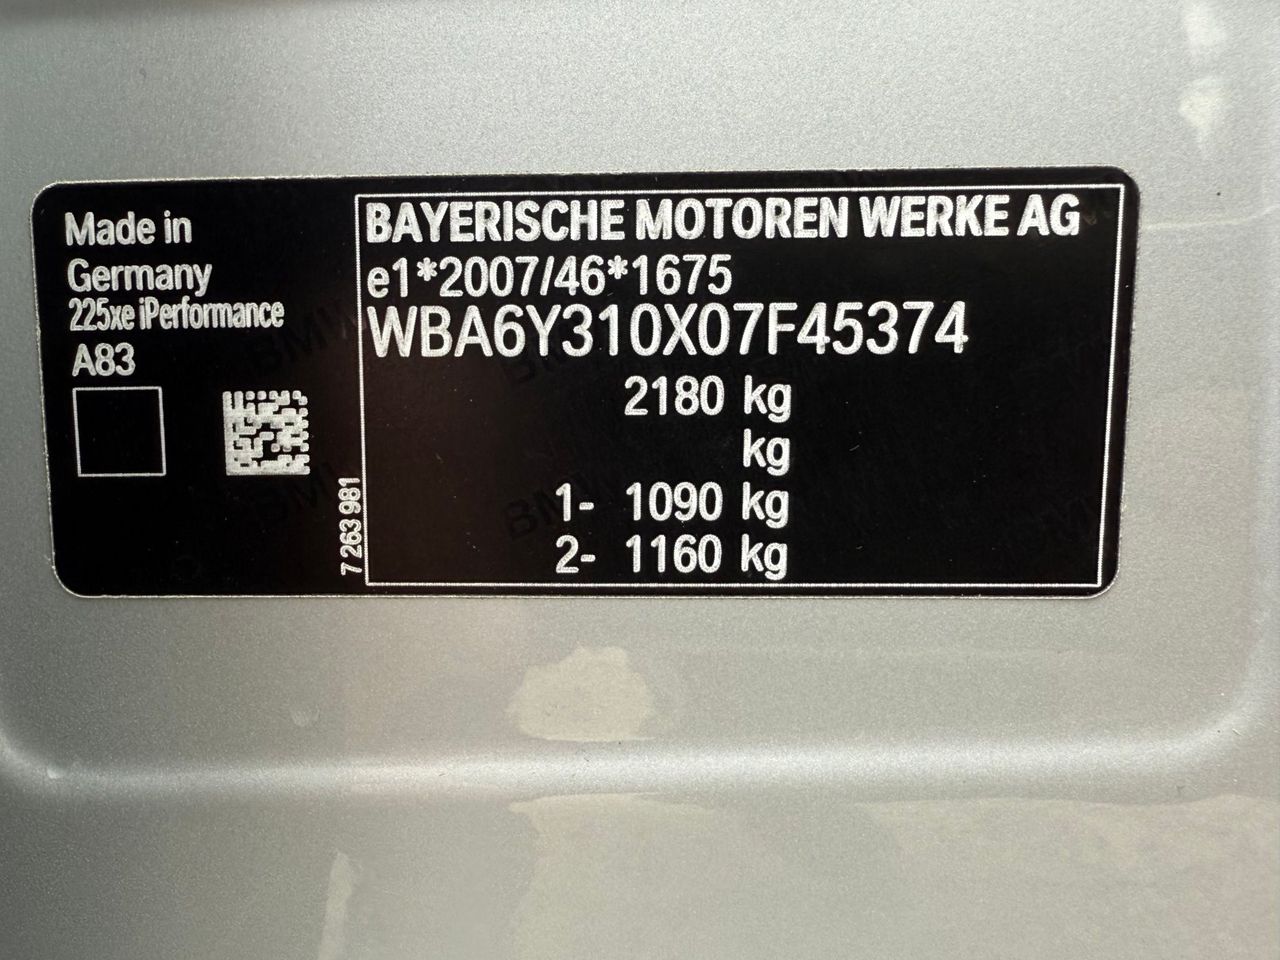 Made in
Germany
225xe iPerformance
A83
7 263 981
BAYERISCHE MOTOREN WERKE AG
e1*2007/46*1675
WBA6Y310X07F45374
2180 kg
kg
1- 1090 kg
2- 1160 kg